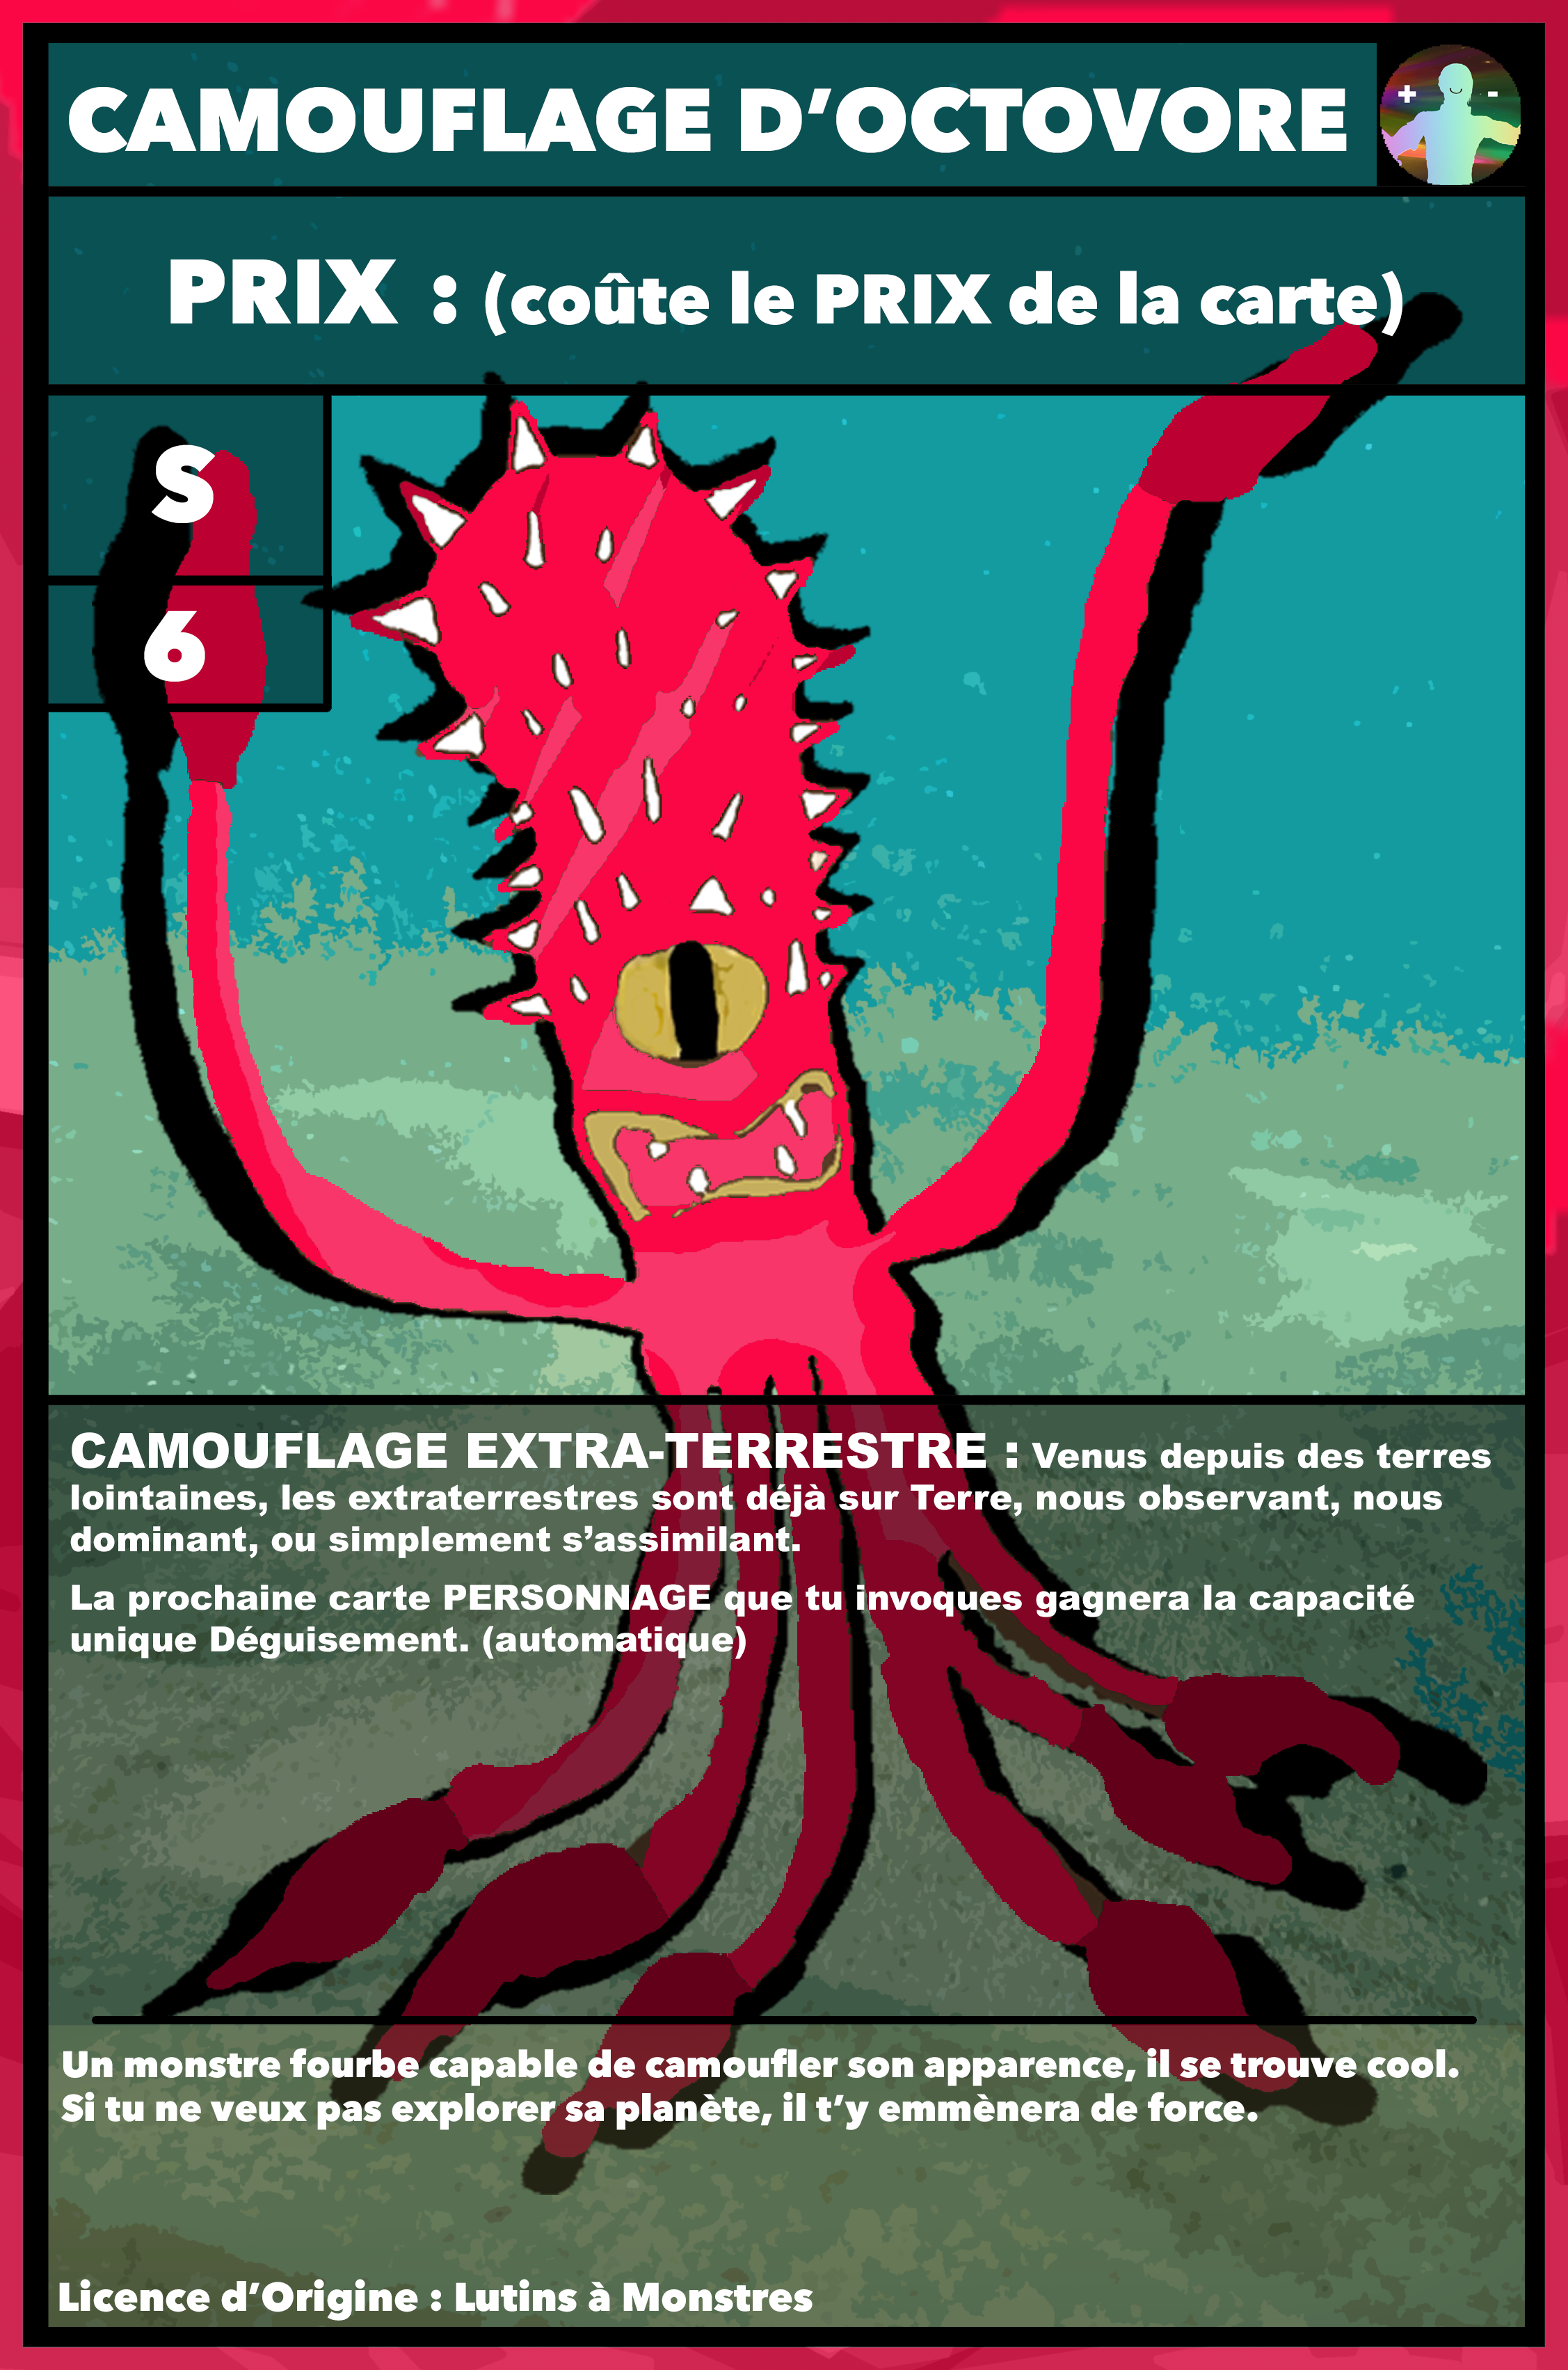 CAMOUFLAGE D’OCTOVORE
+ -
PRIX : (coûte le PRIX de la carte)
S
6
CAMOUFLAGE EXTRA-TERRESTRE : Venus depuis des terres
lointaines, les extraterrestres sont déjà sur Terre, nous observant, nous
dominant, ou simplement s’assimilant.
La prochaine carte PERSONNAGE que tu invoques gagnera la capacité
unique Déguisement. (automatique)
Un monstre fourbe capable de camoufler son apparence, il se trouve cool.
Si tu ne veux pas explorer sa planète, il t’y emmènera de force.
Licence d’Origine : Lutins à Monstres